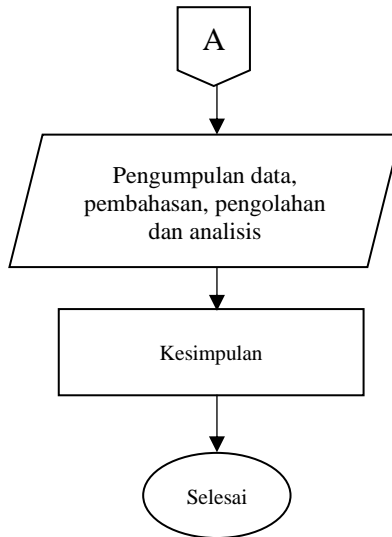 A
Pengumpulan data,
pembahasan, pengolahan
dan analisis
Kesimpulan
Selesai